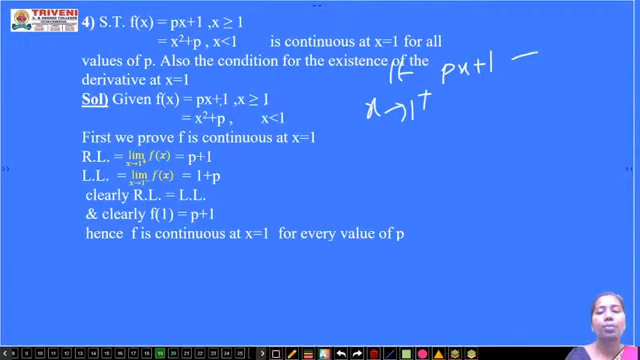 TRIVENI
4) S.T. f(x) = px+1 ,x ≥ 1
= x²+p , x<1 is continuous at x=1 for all
values of p. Also the condition for the existence of the
derivative at x=1
lt px+1 –
x→1⁺
Sol) Given f(x) = px+1 ,x ≥ 1
= x²+p , x<1
First we prove f is continuous at x=1
R.L. = lim x→1⁺ f(x) = p+1
L.L. = lim x→1⁻ f(x) = 1+p
clearly R.L. = L.L.
& clearly f(1) = p+1
hence f is continuous at x=1 for every value of p